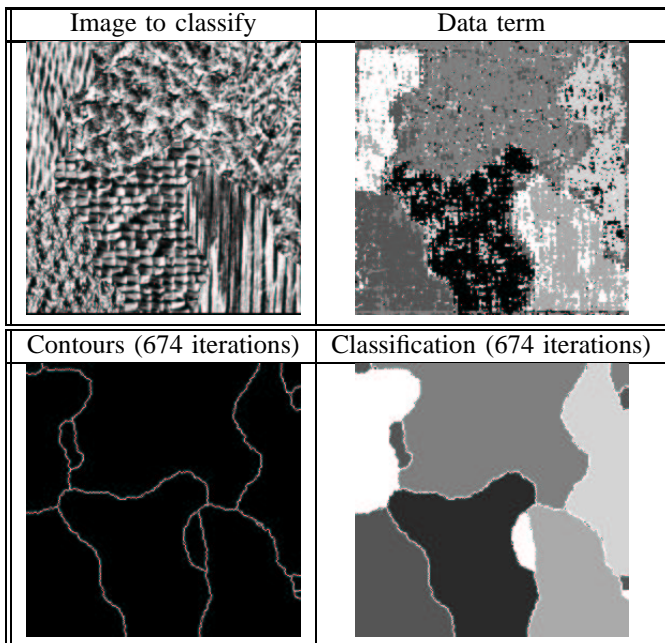 Image to classify
Data term
Contours (674 iterations)
Classification (674 iterations)